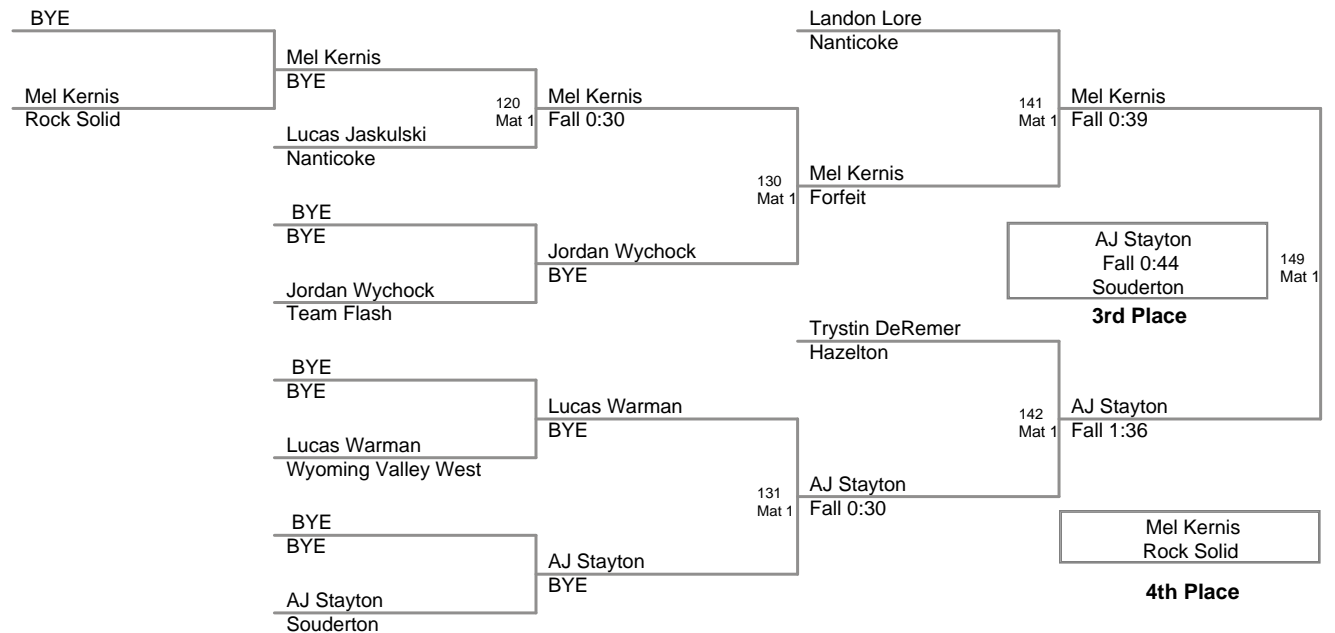 BYE
Mel Kernis
Rock Solid
Mel Kernis
BYE
Lucas Jaskulski
Nanticoke
BYE
BYE
Jordan Wychock
Team Flash
BYE
BYE
Lucas Warman
Wyoming Valley West
BYE
BYE
AJ Stayton
Souderton
120
Mat 1
Mel Kernis
Fall 0:30
Jordan Wychock
BYE
Lucas Warman
BYE
AJ Stayton
BYE
130
Mat 1
131
Mat 1
Landon Lore
Nanticoke
Mel Kernis
Forfeit
Trystin DeRemer
Hazelton
AJ Stayton
Fall 0:30
141
Mat 1
142
Mat 1
Mel Kernis
Fall 0:39
AJ Stayton
Fall 1:36
149
Mat 1
AJ Stayton
Fall 0:44
Souderton
3rd Place
Mel Kernis
Rock Solid
4th Place